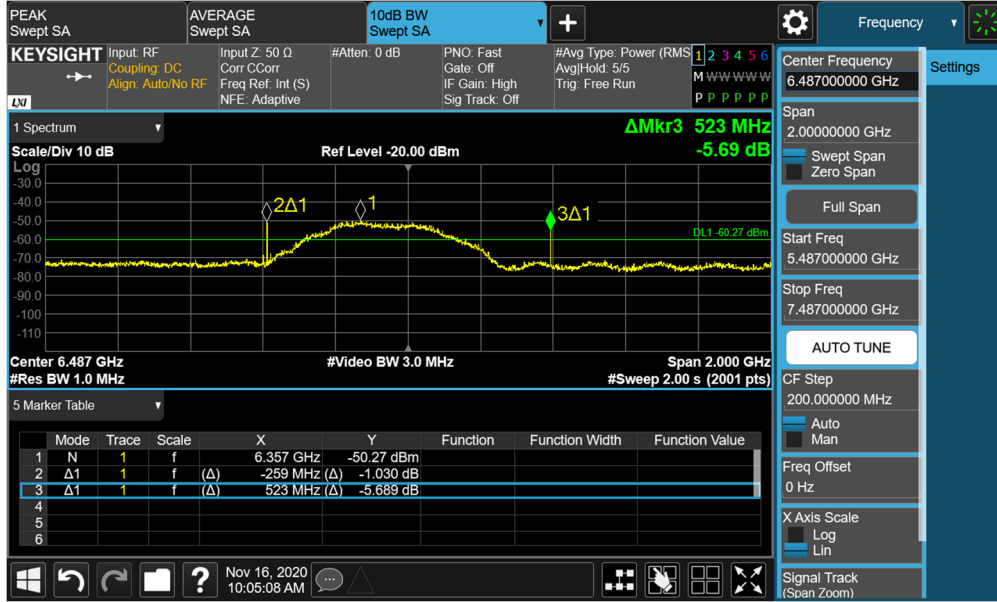 PEAK
Swept SA
AVERAGE
Swept SA
10dB BW
Swept SA
Frequency
KEYSIGHT
LXI
Input: RF
Coupling: DC
Align: Auto/No RF
Input Z: 50 Ω
Corr CCorr
Freq Ref: Int (S)
NFE: Adaptive
#Atten: 0 dB
PNO: Fast
Gate: Off
IF Gain: High
Sig Track: Off
#Avg Type: Power (RMS
Avg|Hold: 5/5
Trig: Free Run
1 2 3 4 5 6
M W W W W W
P P P P P P
1 Spectrum
ΔMkr3 523 MHz
-5.69 dB
Scale/Div 10 dB
Ref Level -20.00 dBm
Log
-30.0
-40.0
-50.0
-60.0
-70.0
-80.0
-90.0
-100
-110
2Δ1
1
3Δ1
DL1 -60.27 dBm
Center 6.487 GHz
#Video BW 3.0 MHz
Span 2.000 GHz
#Res BW 1.0 MHz
#Sweep 2.00 s (2001 pts)
5 Marker Table
Mode Trace Scale X Y Function Function Width Function Value
1 N 1 f 6.357 GHz -50.27 dBm
2 Δ1 1 f (Δ) -259 MHz (Δ) -1.030 dB
3 Δ1 1 f (Δ) 523 MHz (Δ) -5.689 dB
4
5
6
Nov 16, 2020
10:05:08 AM
Center Frequency
6.487000000 GHz
Settings
Span
2.00000000 GHz
Swept Span
Zero Span
Full Span
Start Freq
5.487000000 GHz
Stop Freq
7.487000000 GHz
AUTO TUNE
CF Step
200.000000 MHz
Auto
Man
Freq Offset
0 Hz
X Axis Scale
Log
Lin
Signal Track
(Span Zoom)